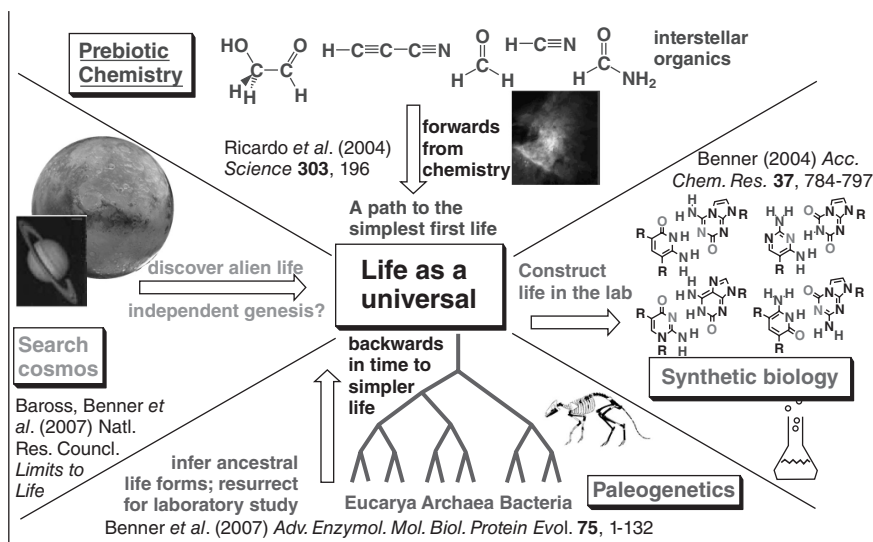 Prebiotic
Chemistry
HO
O
C
C
H
H
H
H–C≡C–C≡N
O
C
H
H
H–C≡N
O
C
H
NH2
interstellar
organics
Ricardo et al. (2004)
Science 303, 196
forwards
from
chemistry
A path to the
simplest first life
Benner (2004) Acc.
Chem. Res. 37, 784-797
discover alien life
independent genesis?
Life as a
universal
Construct
life in the lab
Search
cosmos
Baross, Benner et
al. (2007) Natl.
Res. Councl.
Limits to
Life
backwards
in time to
simpler
life
Synthetic biology
infer ancestral
life forms; resurrect
for laboratory study
Eucarya Archaea Bacteria
Paleogenetics
Benner et al. (2007) Adv. Enzymol. Mol. Biol. Protein Evol. 75, 1-132